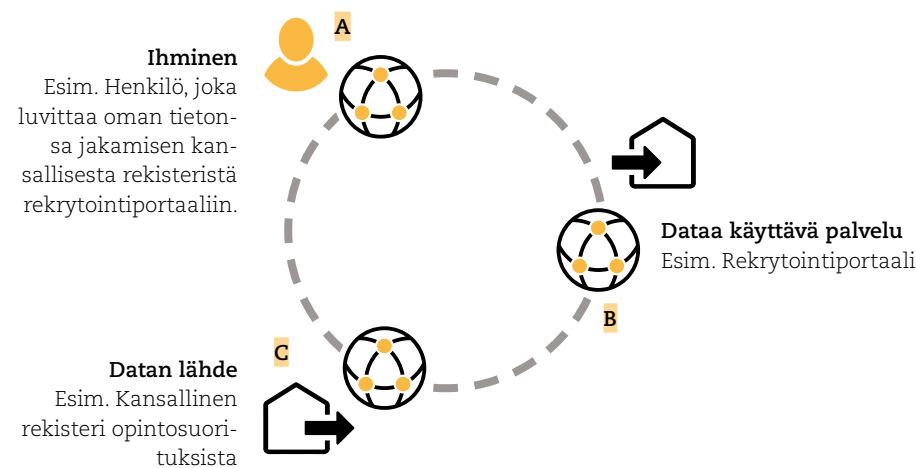 A
Ihminen
Esim. Henkilö, joka
luvittaa oman tieton-
sa jakamisen kan-
sallisesta rekisteristä
rekrytointiportaaliin.
Dataa käyttävä palvelu
Esim. Rekrytointiportaali
B
C
Datan lähde
Esim. Kansallinen
rekisteri opintosuori-
tuksista